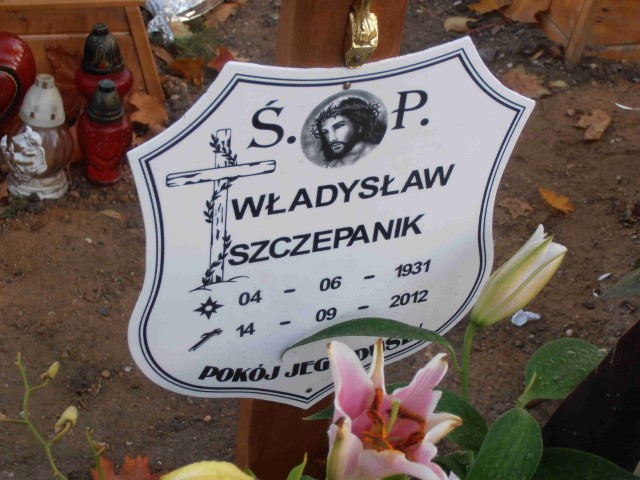 Ś. P.
WŁADYSŁAW
SZCZEPANIK
04 - 06 - 1931
14 - 09 - 2012
POKÓJ